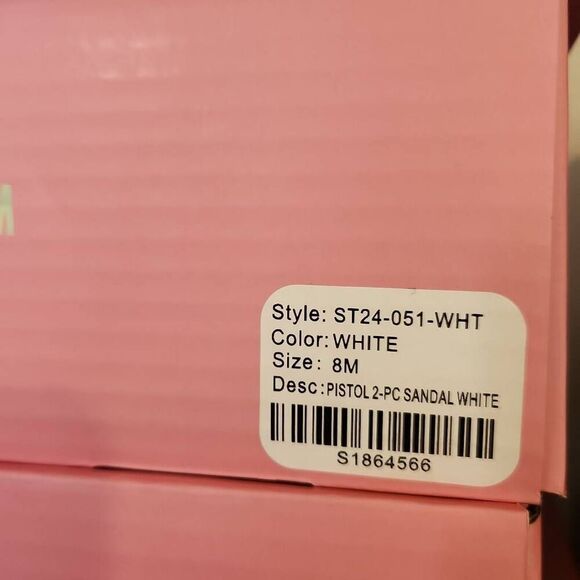 Style: ST24-051-WHT
Color: WHITE
Size: 8M
Desc: PISTOL 2-PC SANDAL WHITE
S1864566